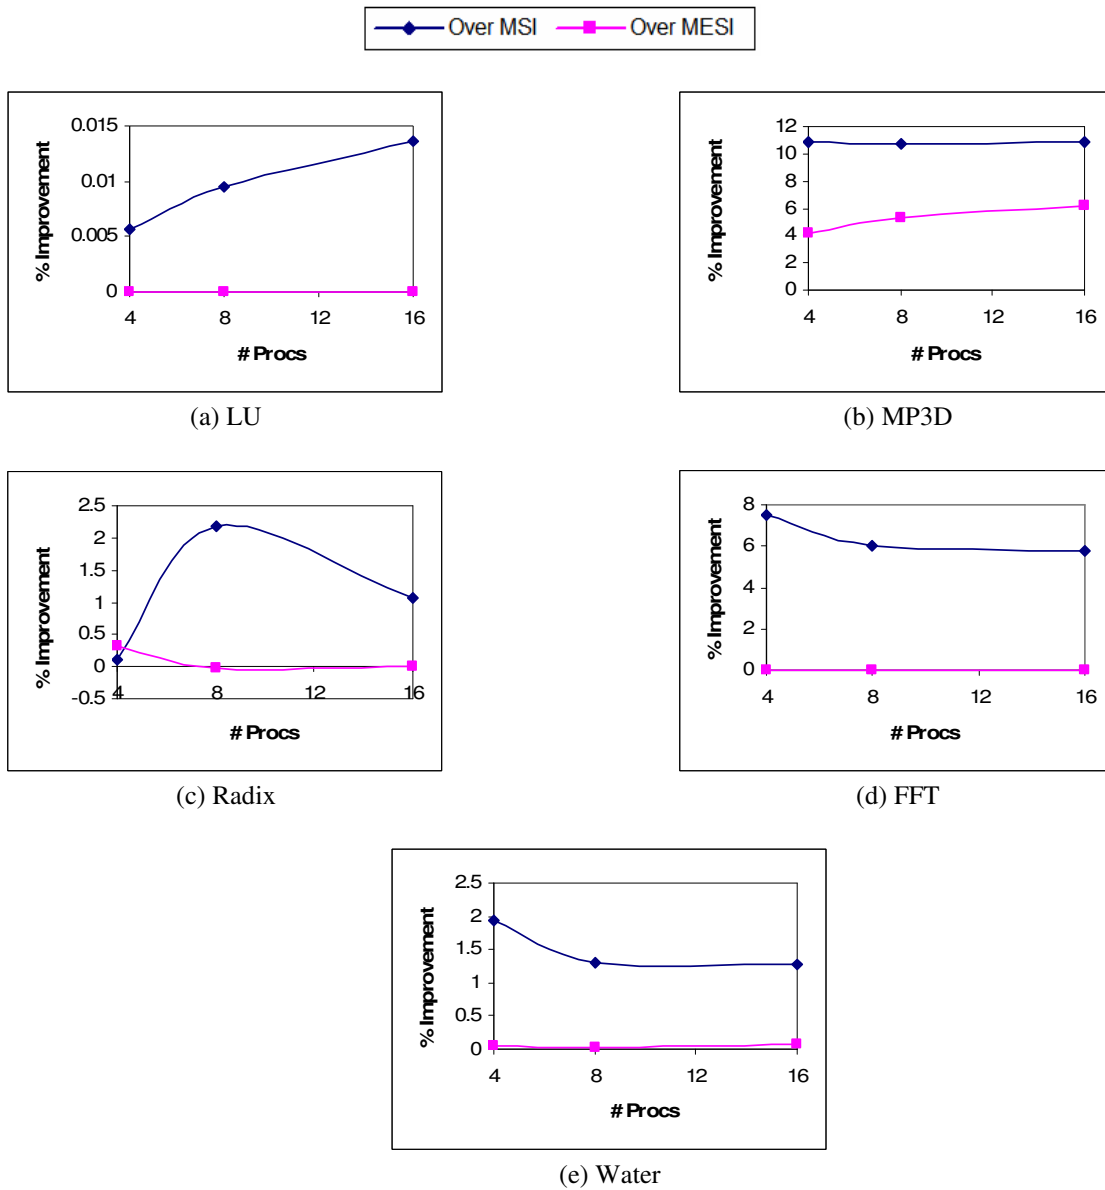 Over MSI Over MESI
% Improvement
0.015
0.01
0.005
0
4 8 12 16
# Procs
(a) LU
% Improvement
12
10
8
6
4
2
0
4 8 12 16
# Procs
(b) MP3D
% Improvement
2.5
2
1.5
1
0.5
0
-0.5
4 8 12 16
# Procs
(c) Radix
% Improvement
8
6
4
2
0
4 8 12 16
# Procs
(d) FFT
% Improvement
2.5
2
1.5
1
0.5
0
4 8 12 16
# Procs
(e) Water